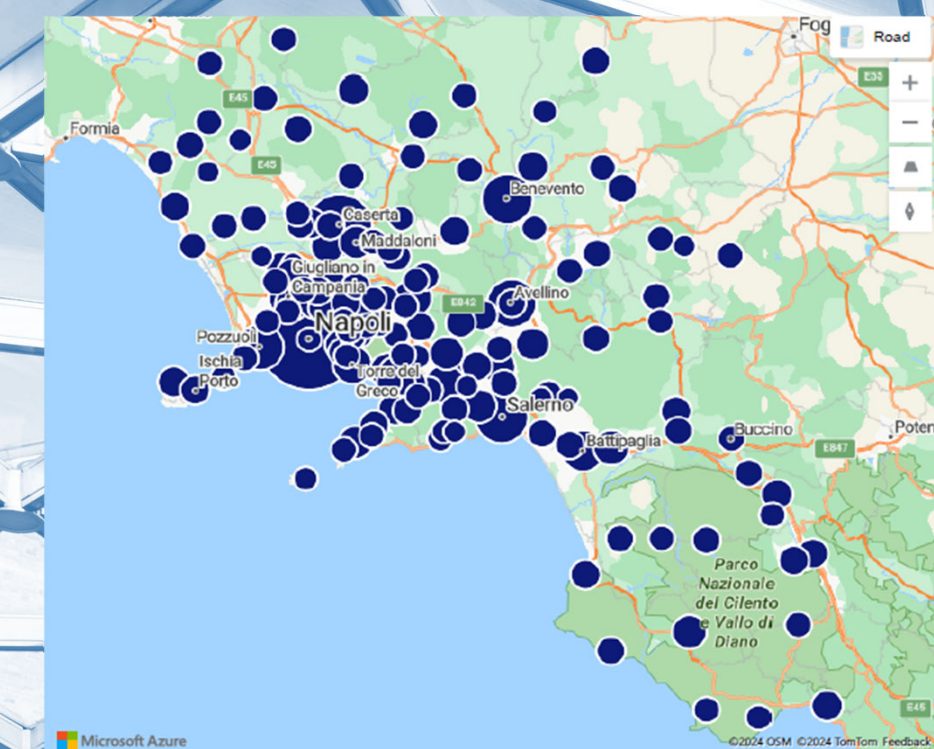 Fog
Road
E55
E45
Formia
E45
Benevento
Caserta
Maddaloni
Giugliano in
Campania
Avellino
E842
Napoli
Pozzuoli
Ischia
Porto
Torre del
Greco
Salerno
Battipaglia
Buccino
Poten
E847
Parco
Nazionale
del Cilento
e Vallo di
Diano
E45
Microsoft Azure
©2024 OSM ©2024 TomTom Feedback